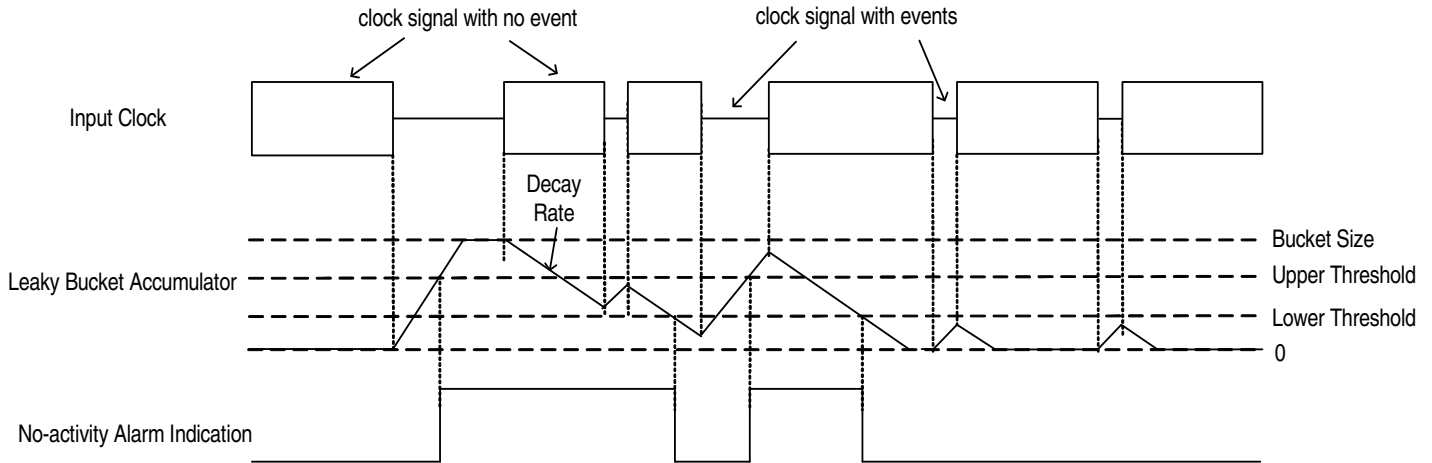 clock signal with no event
clock signal with events
Input Clock
Decay
Rate
Bucket Size
Leaky Bucket Accumulator
Upper Threshold
Lower Threshold
0
No-activity Alarm Indication